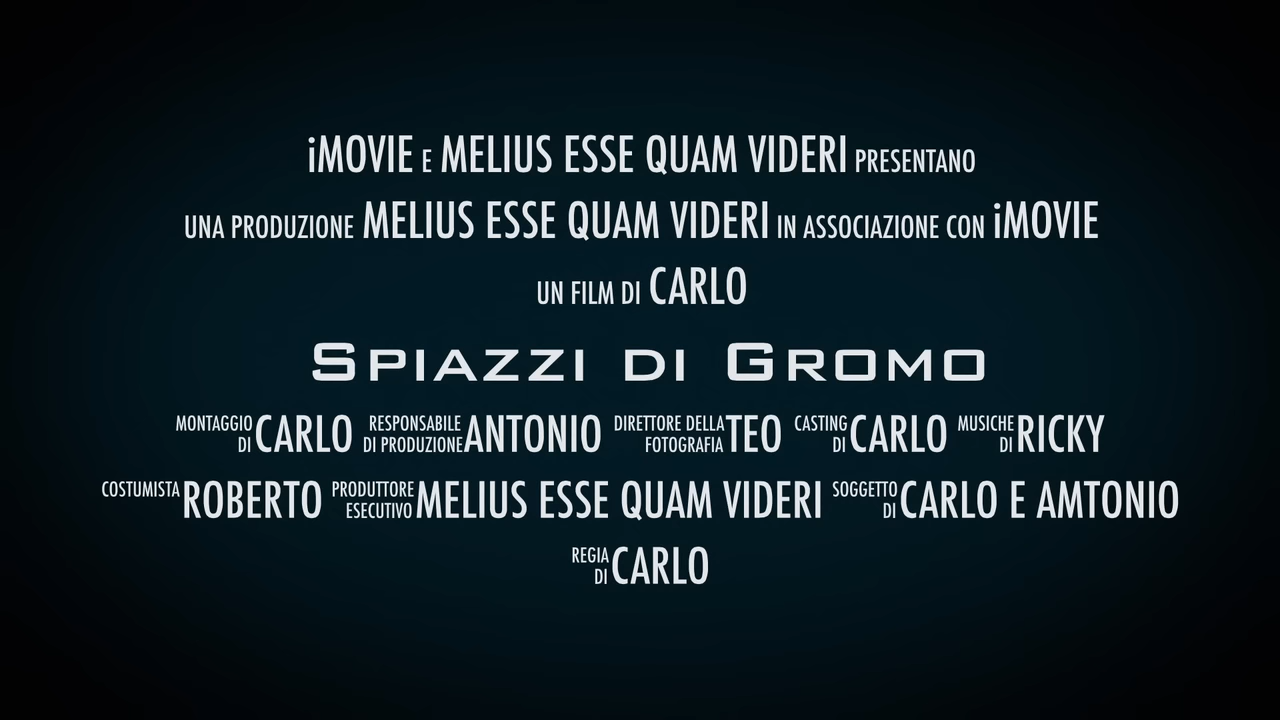 iMOVIE E MELIUS ESSE QUAM VIDERI PRESENTANO
UNA PRODUZIONE MELIUS ESSE QUAM VIDERI IN ASSOCIAZIONE CON iMOVIE
UN FILM DI CARLO
SPIAZZI DI GROMO
MONTAGGIO DI CARLO RESPONSABILE DI PRODUZIONE ANTONIO DIRETTORE DELLA FOTOGRAFIA TEO CASTING DI CARLO MUSICHE DI RICKY
COSTUMISTA ROBERTO PRODUTTORE ESECUTIVO MELIUS ESSE QUAM VIDERI SOGGETTO DI CARLO E AMTONIO
REGIA DI CARLO